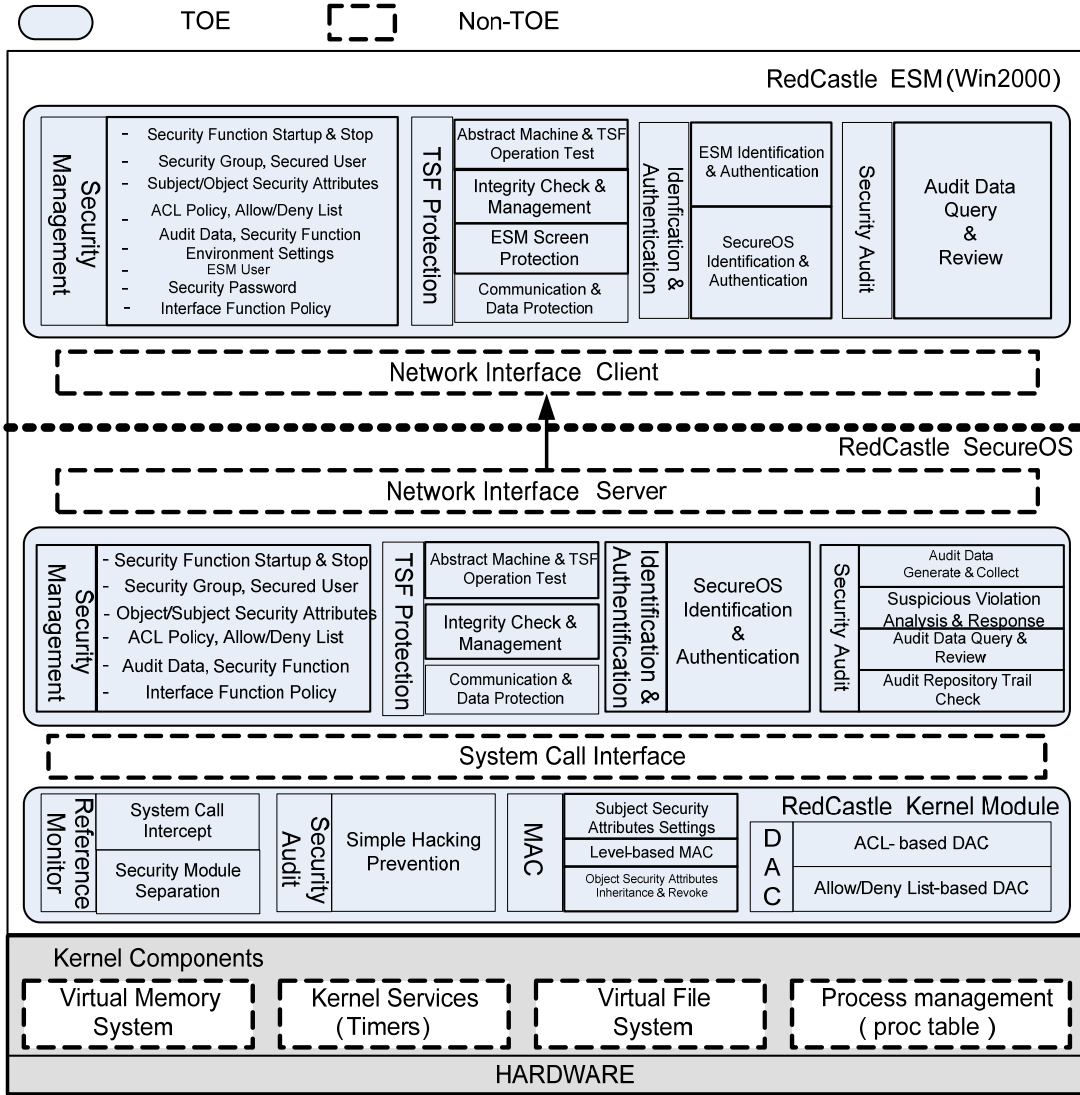 TOE
Non-TOE
RedCastle ESM(Win2000)
Security
Management
- Security Function Startup & Stop
- Security Group, Secured User
- Subject/Object Security Attributes
- ACL Policy, Allow/Deny List
- Audit Data, Security Function
Environment Settings
- ESM User
- Security Password
- Interface Function Policy
TSF Protection
Abstract Machine & TSF
Operation Test
Integrity Check &
Management
ESM Screen
Protection
Communication &
Data Protection
Idenfication &
Authentication
ESM Identification
& Authentication
SecureOS
Identification &
Authentication
Security Audit
Audit Data
Query
&
Review
Network Interface Client
RedCastle SecureOS
Network Interface Server
Security
Management
- Security Function Startup & Stop
- Security Group, Secured User
- Object/Subject Security Attributes
- ACL Policy, Allow/Deny List
- Audit Data, Security Function
- Interface Function Policy
TSF Protection
Abstract Machine & TSF
Operation Test
Integrity Check &
Management
Communication &
Data Protection
Identification &
Authentification
SecureOS
Identification
&
Authentication
Security Audit
Audit Data
Generate & Collect
Suspicious Violation
Analysis & Response
Audit Data Query &
Review
Audit Repository Trail
Check
System Call Interface
RedCastle Kernel Module
Reference
Monitor
System Call
Intercept
Security Module
Separation
Security
Audit
Simple Hacking
Prevention
MAC
Subject Security
Attributes Settings
Level-based MAC
Object Security Attributes
Inheritance & Revoke
D
A
C
ACL- based DAC
Allow/Deny List-based DAC
Kernel Components
Virtual Memory
System
Kernel Services
(Timers)
Virtual File
System
Process management
( proc table )
HARDWARE